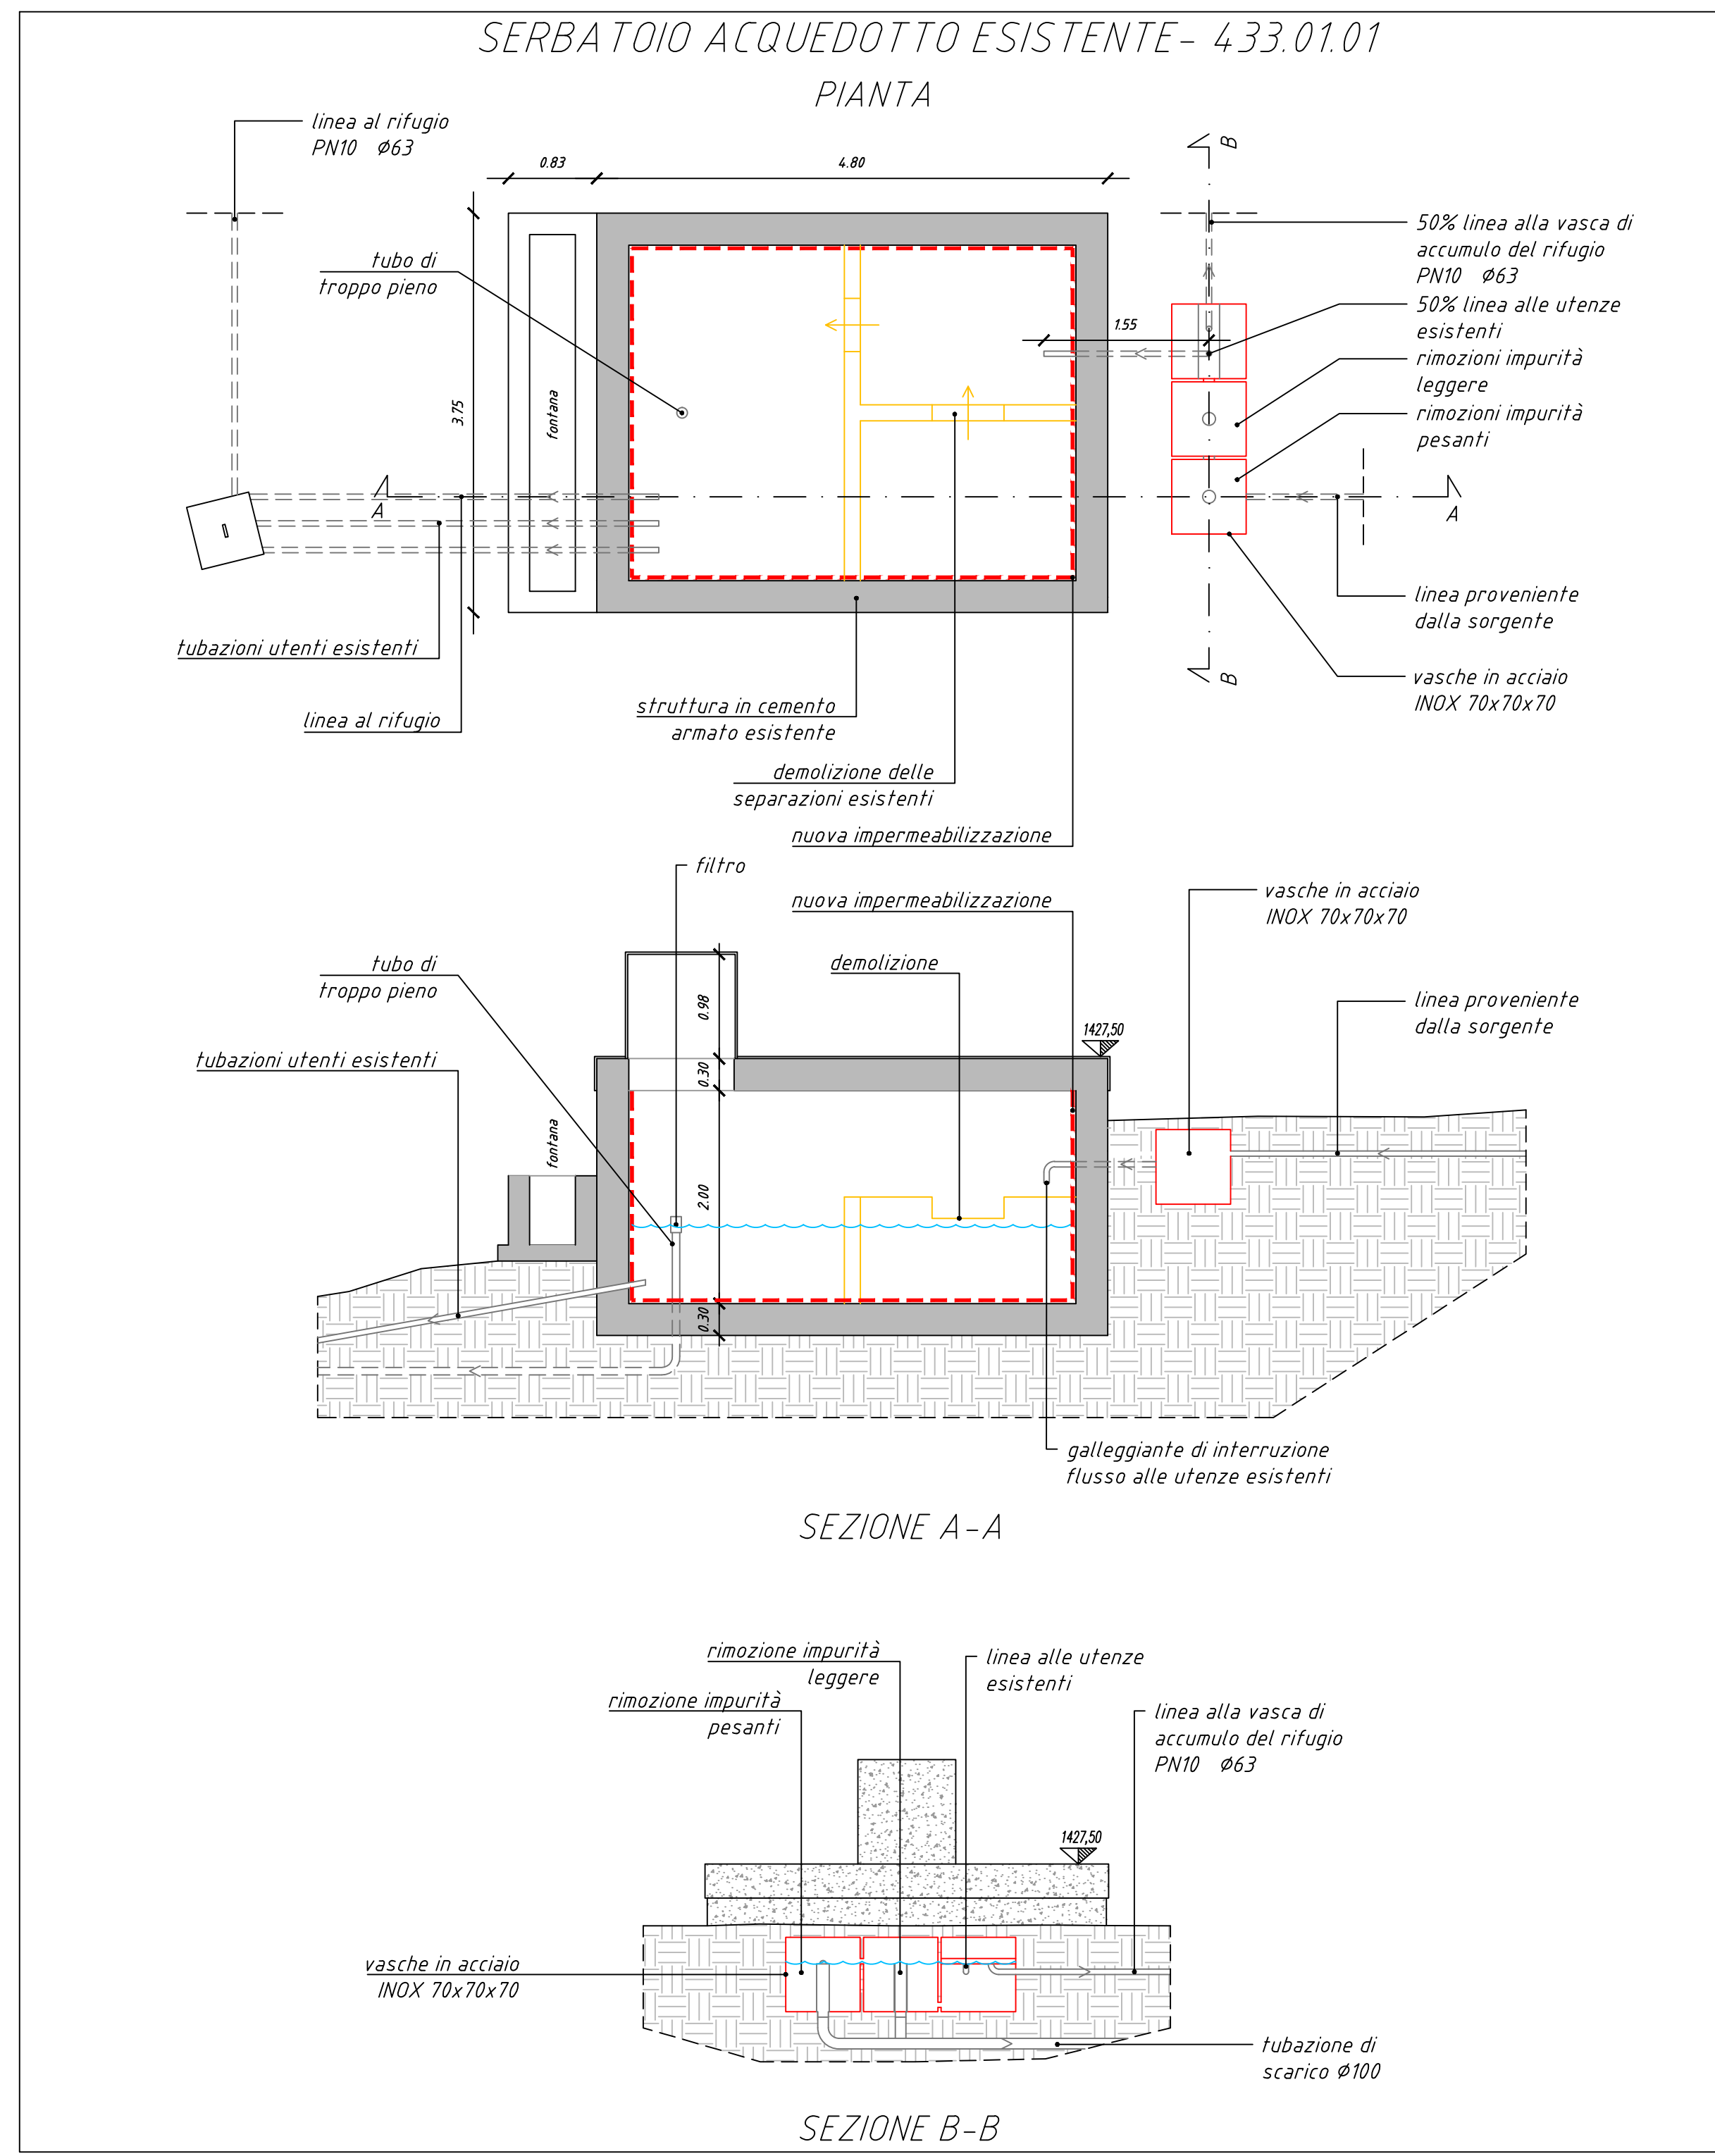 SERBATOIO ACQUEDOTTO ESISTENTE- 433.01.01
PIANTA
linea al rifugio
PN10 Ø63
0.83
4.80
B
50% linea alla vasca di
accumulo del rifugio
PN10 Ø63
tubo di
troppo pieno
1.55
50% linea alle utenze
esistenti
rimozioni impurità
leggere
3.75
fontana
rimozioni impurità
pesanti
A
A
linea proveniente
dalla sorgente
tubazioni utenti esistenti
B
vasche in acciaio
INOX 70x70x70
linea al rifugio
struttura in cemento
armato esistente
demolizione delle
separazioni esistenti
nuova impermeabilizzazione
filtro
nuova impermeabilizzazione
vasche in acciaio
INOX 70x70x70
tubo di
troppo pieno
demolizione
0.98
linea proveniente
dalla sorgente
1427,50
tubazioni utenti esistenti
0.30
fontana
2.00
0.30
galleggiante di interruzione
flusso alle utenze esistenti
SEZIONE A-A
rimozione impurità
leggere
linea alle utenze
esistenti
rimozione impurità
pesanti
linea alla vasca di
accumulo del rifugio
PN10 Ø63
1427,50
vasche in acciaio
INOX 70x70x70
tubazione di
scarico Ø100
SEZIONE B-B